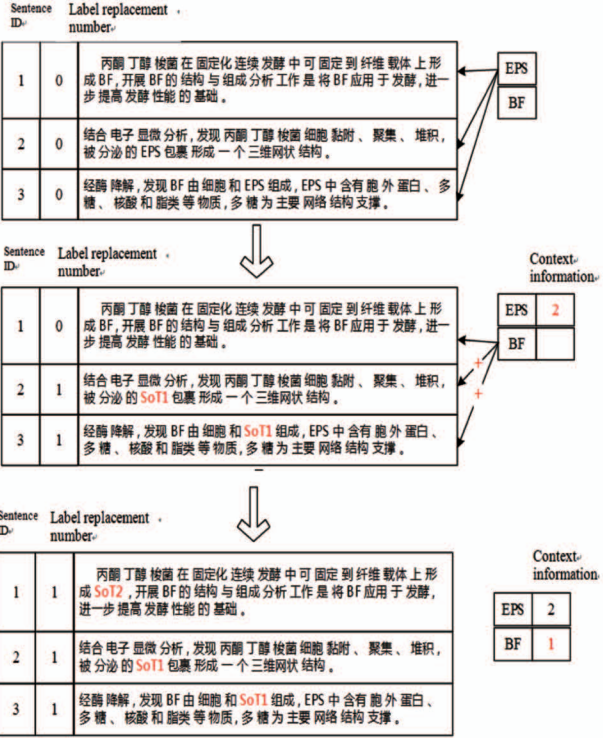 Sentence Label replacement
ID number
1 0 丙酮丁醇梭菌在固定化连续发酵中可固定到纤维载体上形
成BF,开展BF的结构与组成分析工作是将BF应用于发酵,进一
步提高发酵性能的基础。
EPS
BF
2 0 结合电子显微分析,发现丙酮丁醇梭菌细胞黏附、聚集、堆积,
被分泌的EPS包裹形成一个三维网状结构。
3 0 经酶降解,发现BF由细胞和EPS组成,EPS中含有胞外蛋白、多
糖、核酸和脂类等物质,多糖为主要网络结构支撑。
Sentence Label replacement
ID number
Context
information
1 0 丙酮丁醇梭菌在固定化连续发酵中可固定到纤维载体上形
成BF,开展BF的结构与组成分析工作是将BF应用于发酵,进一
步提高发酵性能的基础。
EPS 2
BF
+
+
2 1 结合电子显微分析,发现丙酮丁醇梭菌细胞黏附、聚集、堆积,
被分泌的SoT1包裹形成一个三维网状结构。
3 1 经酶降解,发现BF由细胞和SoT1组成,EPS中含有胞外蛋白、
多糖、核酸和脂类等物质,多糖为主要网络结构支撑。
Sentence Label replacement
ID number
Context
information
1 1 丙酮丁醇梭菌在固定化连续发酵中可固定到纤维载体上形
成SoT2,开展BF的结构与组成分析工作是将BF应用于发酵,
进一步提高发酵性能的基础。
EPS 2
BF 1
2 1 结合电子显微分析,发现丙酮丁醇梭菌细胞黏附、聚集、堆积,
被分泌的SoT1包裹形成一个三维网状结构。
3 1 经酶降解,发现BF由细胞和SoT1组成,EPS中含有胞外蛋白、
多糖、核酸和脂类等物质,多糖为主要网络结构支撑。